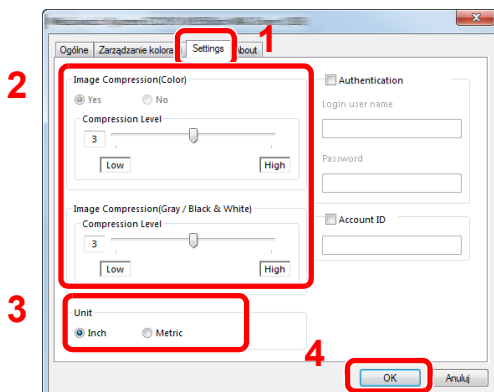 1
Ogólne Zarządzanie Settings About
2
Image Compression(Color)
Yes No
Compression Level
3
Low High
Image Compression(Gray / Black & White)
Compression Level
3
Low High
Authentication
Login user name
Password
Account ID
3
Unit
Inch Metric
4
OK Anuluj